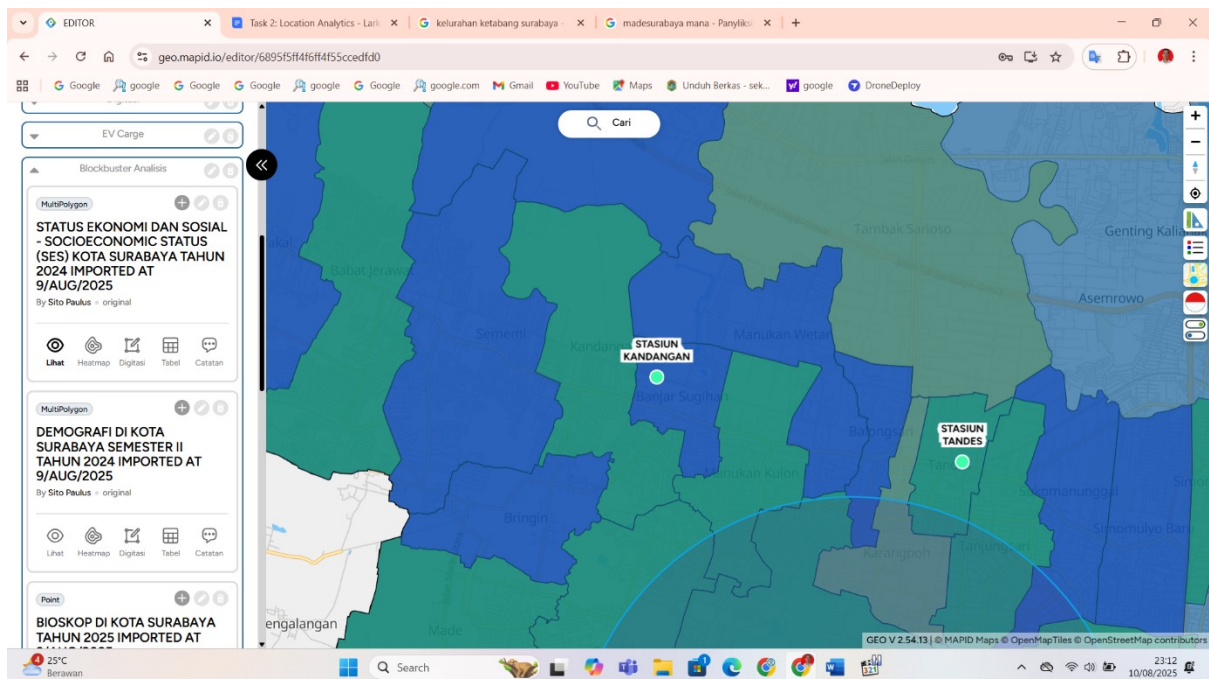 EDITOR
Task 2: Location Analytics - Lark
kelurahan ketabang surabaya -
madesurabaya mana - Panyliks
geo.mapid.io/editor/6895f5ff4f6ff4f55ccedfd0
Google
google
Google
Google
google
Google
google.com
Gmail
YouTube
Maps
Unduh Berkas - sek...
google
DroneDeploy
EV Carge
Blockbuster Analisis
MultiPolygon
STATUS EKONOMI DAN SOSIAL
- SOCIOECONOMIC STATUS
(SES) KOTA SURABAYA TAHUN
2024 IMPORTED AT
9/AUG/2025
By Sito Paulus original
Lihat Heatmap Digitasi Tabel Catatan
MultiPolygon
DEMOGRAFI DI KOTA
SURABAYA SEMESTER II
TAHUN 2024 IMPORTED AT
9/AUG/2025
By Sito Paulus original
Lihat Heatmap Digitasi Tabel Catatan
Point
BIOSKOP DI KOTA SURABAYA
TAHUN 2025 IMPORTED AT
Cari
Tambak Sarioso
Genting Kalia
Asemrowo
Babat Jerawat
Sememi
Kandang
STASIUN
KANDANGAN
Manukan Wetan
Banjar Sugihan
Balongsari
STASIUN
TANDES
Manukan Kulon
Sukomanunggal
Simomulyo Baru
Bringin
Karangpoh
Tanjungsari
engalangan
Made
GEO V 2.54.13 | © MAPID Maps © OpenMapTiles © OpenStreetMap contributors
4
25°C
Berawan
Search
23:12
10/08/2025